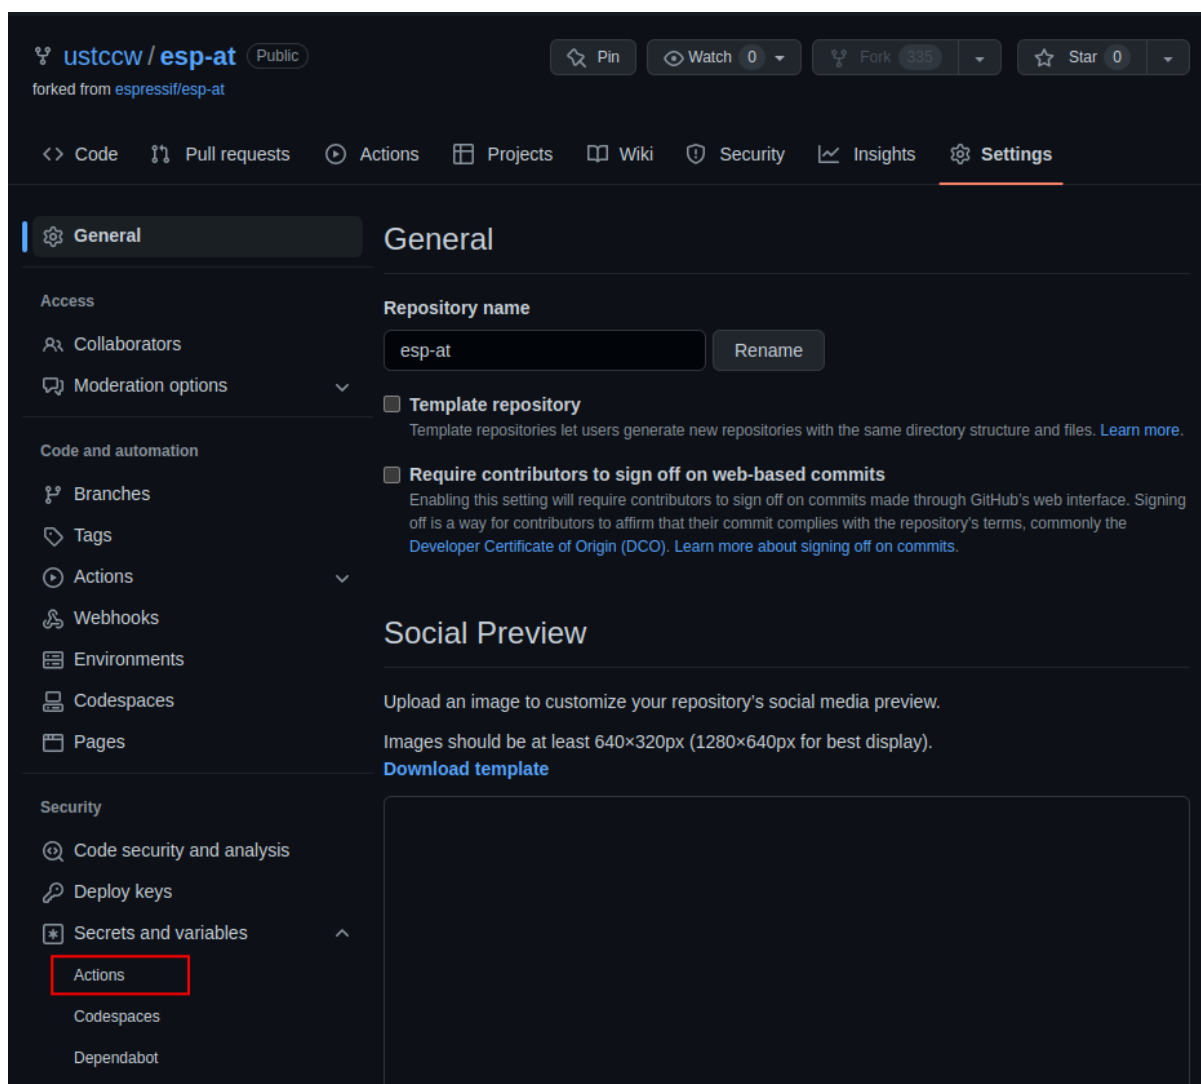 ustccw / esp-at Public
Pin
Watch 0
Fork 335
Star 0
forked from espressif/esp-at
Code
Pull requests
Actions
Projects
Wiki
Security
Insights
Settings
General
Access
Collaborators
Moderation options
Code and automation
Branches
Tags
Actions
Webhooks
Environments
Codespaces
Pages
Security
Code security and analysis
Deploy keys
Secrets and variables
Actions
Codespaces
Dependabot
General
Repository name
esp-at
Rename
Template repository
Template repositories let users generate new repositories with the same directory structure and files. Learn more.
Require contributors to sign off on web-based commits
Enabling this setting will require contributors to sign off on commits made through GitHub's web interface. Signing
off is a way for contributors to affirm that their commit complies with the repository's terms, commonly the
Developer Certificate of Origin (DCO). Learn more about signing off on commits.
Social Preview
Upload an image to customize your repository's social media preview.
Images should be at least 640×320px (1280×640px for best display).
Download template